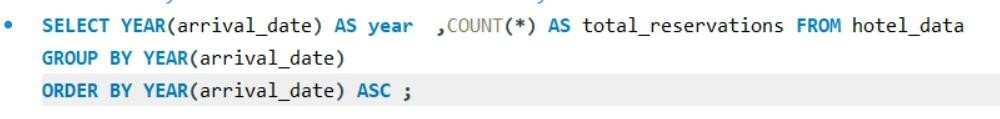 SELECT YEAR(arrival_date) AS year  ,COUNT(*) AS total_reservations FROM hotel_data
GROUP BY YEAR(arrival_date)
ORDER BY YEAR(arrival_date) ASC ;